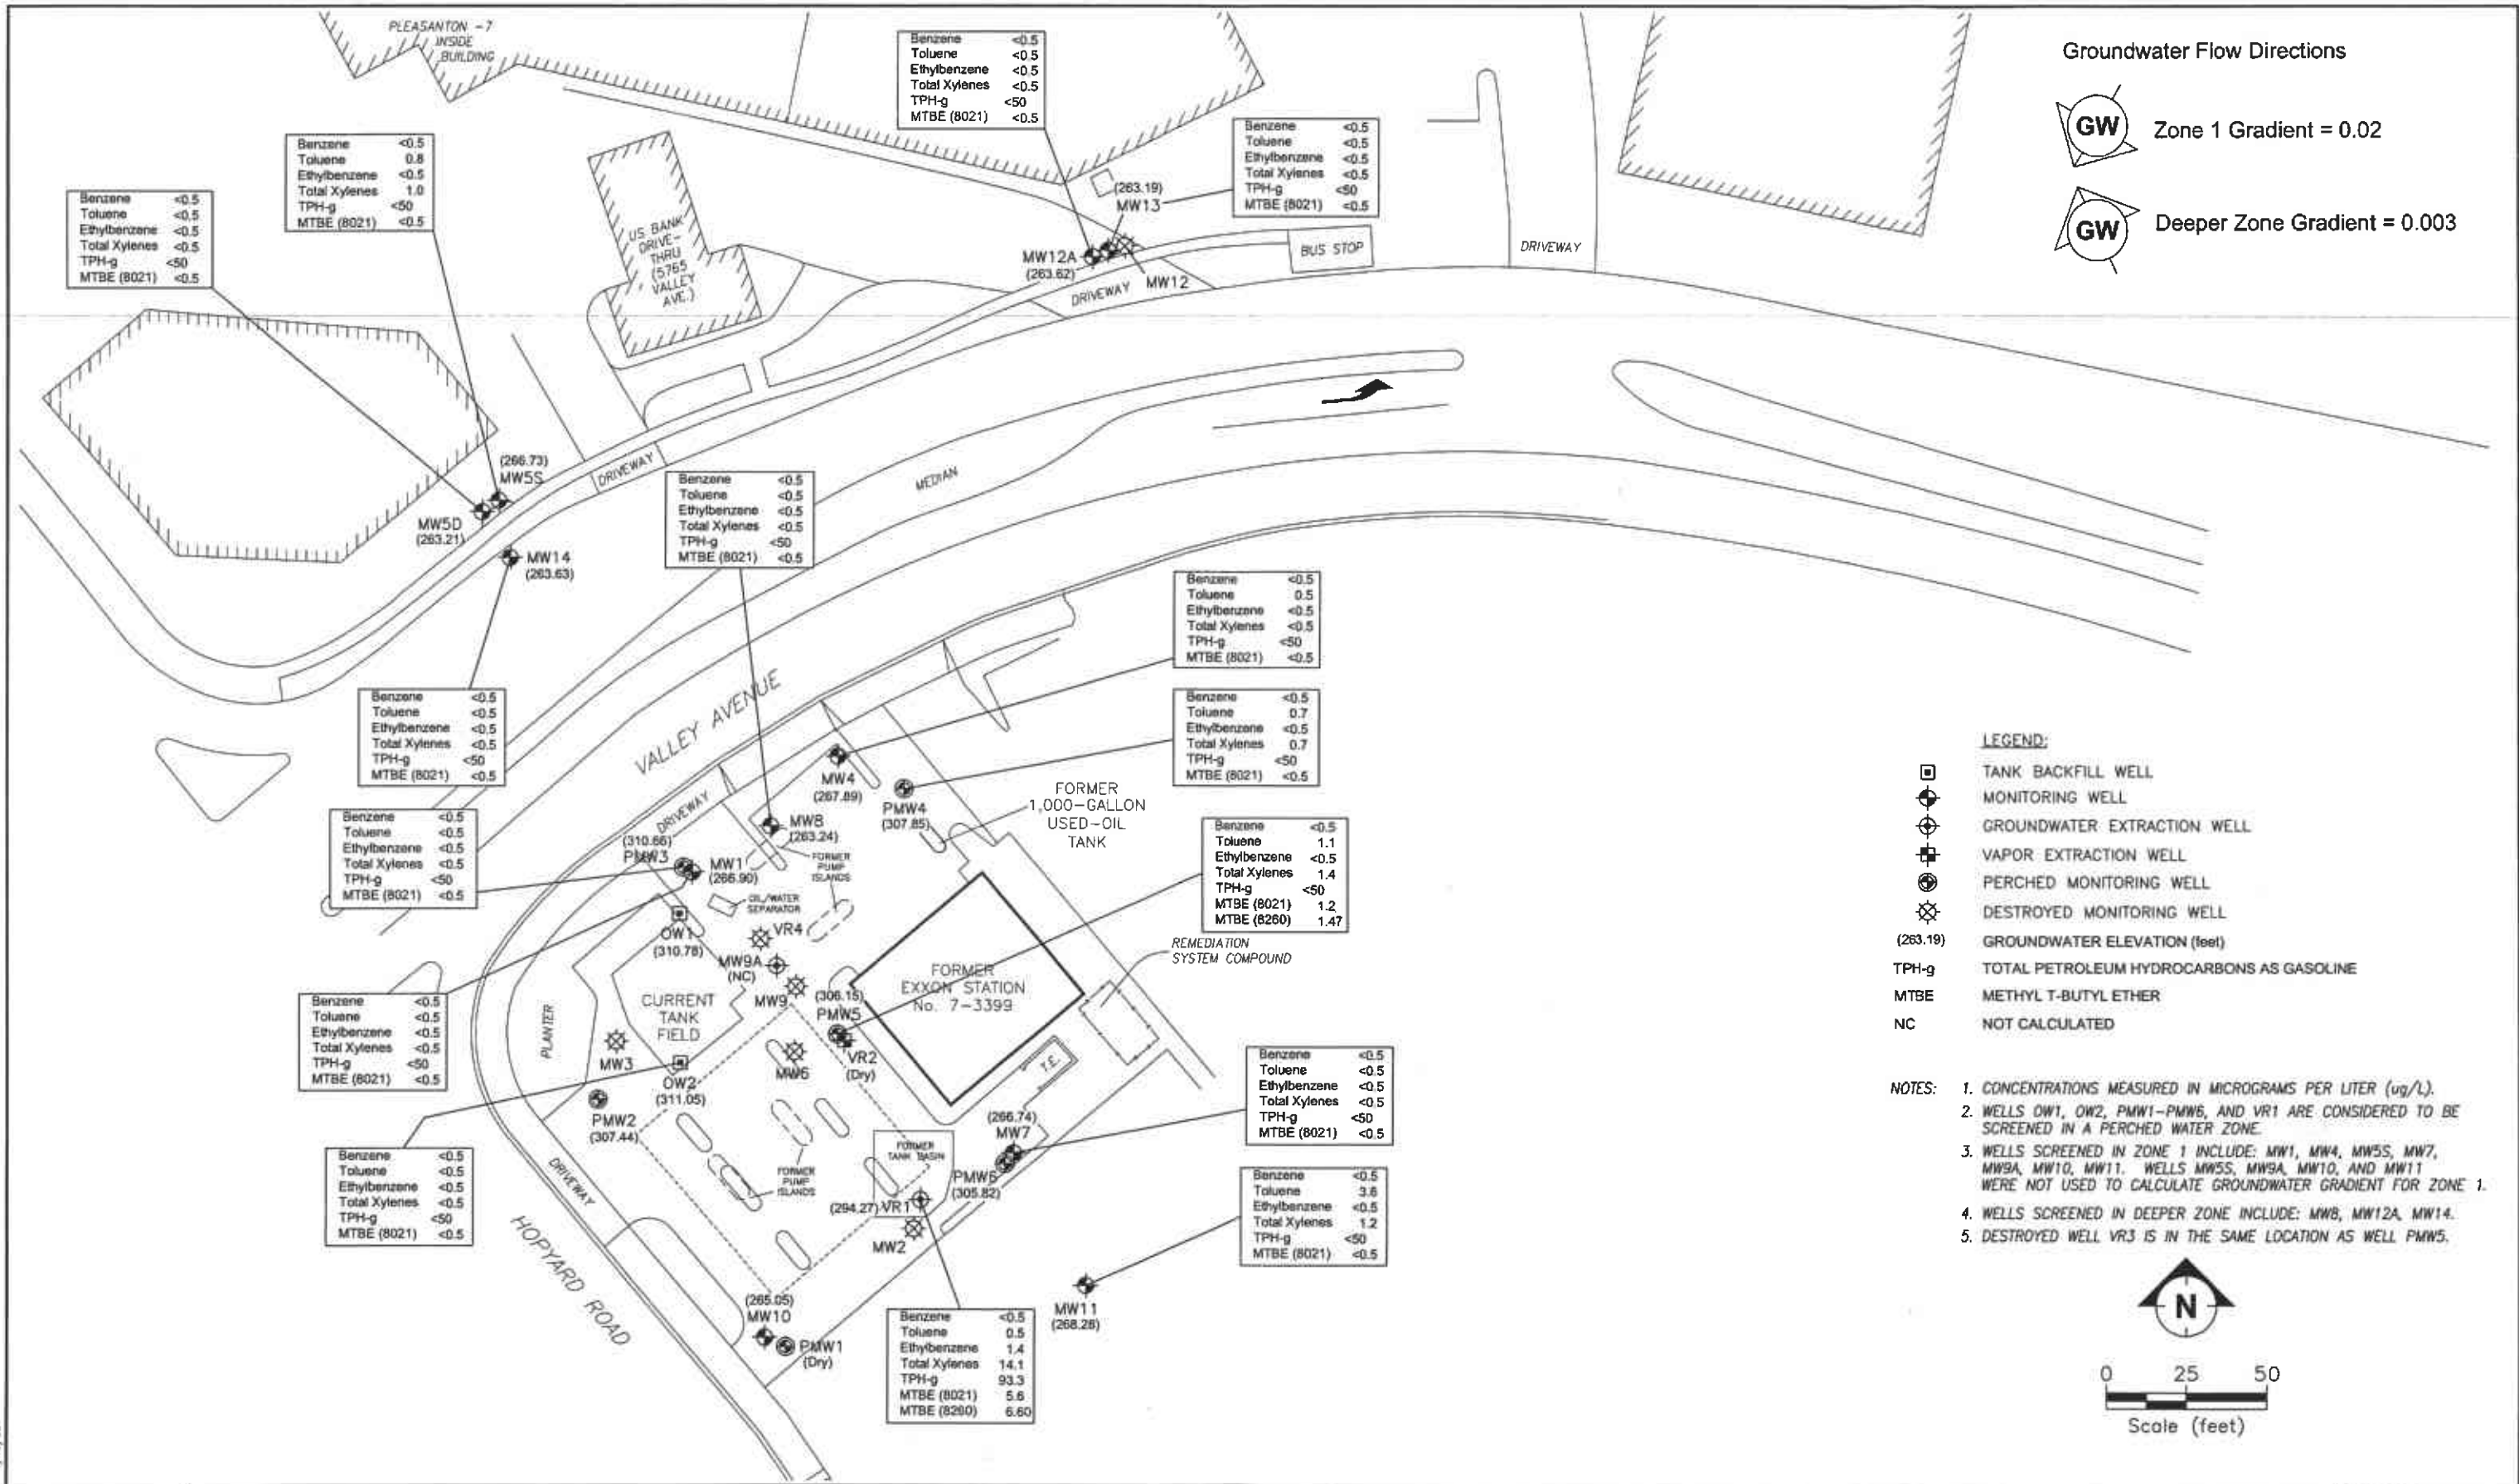 PLEASANTON -7
INSIDE
BUILDING
Benzene <0.5
Toluene <0.5
Ethylbenzene <0.5
Total Xylenes <0.5
TPH-g <50
MTBE (8021) <0.5
Groundwater Flow Directions
GW Zone 1 Gradient = 0.02
GW Deeper Zone Gradient = 0.003
Benzene <0.5
Toluene 0.8
Ethylbenzene <0.5
Total Xylenes 1.0
TPH-g <50
MTBE (8021) <0.5
Benzene <0.5
Toluene <0.5
Ethylbenzene <0.5
Total Xylenes <0.5
TPH-g <50
MTBE (8021) <0.5
Benzene <0.5
Toluene <0.5
Ethylbenzene <0.5
Total Xylenes <0.5
TPH-g <50
MTBE (8021) <0.5
US BANK
DRIVE-
THRU
(5765
VALLEY
AVE.)
(263.19)
MW13
MW12A
(263.62)
MW12
DRIVEWAY
BUS STOP
DRIVEWAY
(266.73)
MW5S
MW5D
(263.21)
MW14
(263.63)
DRIVEWAY
MEDIAN
Benzene <0.5
Toluene <0.5
Ethylbenzene <0.5
Total Xylenes <0.5
TPH-g <50
MTBE (8021) <0.5
Benzene <0.5
Toluene 0.5
Ethylbenzene <0.5
Total Xylenes <0.5
TPH-g <50
MTBE (8021) <0.5
Benzene <0.5
Toluene <0.5
Ethylbenzene <0.5
Total Xylenes <0.5
TPH-g <50
MTBE (8021) <0.5
VALLEY AVENUE
Benzene <0.5
Toluene 0.7
Ethylbenzene <0.5
Total Xylenes 0.7
TPH-g <50
MTBE (8021) <0.5
MW4
(267.89)
PMW4
(307.85)
FORMER
1,000-GALLON
USED-OIL
TANK
DRIVEWAY
MW8
(263.24)
Benzene <0.5
Toluene <0.5
Ethylbenzene <0.5
Total Xylenes <0.5
TPH-g <50
MTBE (8021) <0.5
(310.66)
PMW3
MW1
(266.90)
FORMER
PUMP
ISLANDS
OIL/WATER
SEPARATOR
Benzene <0.5
Toluene 1.1
Ethylbenzene <0.5
Total Xylenes 1.4
TPH-g <50
MTBE (8021) 1.2
MTBE (8260) 1.47
OW1
(310.78)
VR4
MW9A
(NC)
MW9
REMEDIATION
SYSTEM COMPOUND
FORMER
EXXON STATION
No. 7-3399
Benzene <0.5
Toluene <0.5
Ethylbenzene <0.5
Total Xylenes <0.5
TPH-g <50
MTBE (8021) <0.5
PLANTER
CURRENT
TANK
FIELD
(306.15)
PMW5
VR2
(Dry)
MW3
MW6
OW2
(311.05)
T.E.
PMW2
(307.44)
Benzene <0.5
Toluene <0.5
Ethylbenzene <0.5
Total Xylenes <0.5
TPH-g <50
MTBE (8021) <0.5
(266.74)
MW7
FORMER
TANK BASIN
PMW6
(305.82)
Benzene <0.5
Toluene <0.5
Ethylbenzene <0.5
Total Xylenes <0.5
TPH-g <50
MTBE (8021) <0.5
DRIVEWAY
FORMER
PUMP
ISLANDS
(294.27) VR1
MW2
Benzene <0.5
Toluene 3.6
Ethylbenzene <0.5
Total Xylenes 1.2
TPH-g <50
MTBE (8021) <0.5
HOPYARD ROAD
(265.05)
MW10
PMW1
(Dry)
MW11
(268.28)
Benzene <0.5
Toluene 0.5
Ethylbenzene 1.4
Total Xylenes 14.1
TPH-g 93.3
MTBE (8021) 5.6
MTBE (8260) 6.60
LEGEND:
TANK BACKFILL WELL
MONITORING WELL
GROUNDWATER EXTRACTION WELL
VAPOR EXTRACTION WELL
PERCHED MONITORING WELL
DESTROYED MONITORING WELL
(263.19) GROUNDWATER ELEVATION (feet)
TPH-g TOTAL PETROLEUM HYDROCARBONS AS GASOLINE
MTBE METHYL T-BUTYL ETHER
NC NOT CALCULATED
NOTES: 1. CONCENTRATIONS MEASURED IN MICROGRAMS PER LITER (ug/L).
2. WELLS OW1, OW2, PMW1-PMW6, AND VR1 ARE CONSIDERED TO BE
SCREENED IN A PERCHED WATER ZONE.
3. WELLS SCREENED IN ZONE 1 INCLUDE: MW1, MW4, MW5S, MW7,
MW9A, MW10, MW11. WELLS MW5S, MW9A, MW10, AND MW11
WERE NOT USED TO CALCULATE GROUNDWATER GRADIENT FOR ZONE 1.
4. WELLS SCREENED IN DEEPER ZONE INCLUDE: MW8, MW12A, MW14.
5. DESTROYED WELL VR3 IS IN THE SAME LOCATION AS WELL PMW5.
N
0 25 50
Scale (feet)